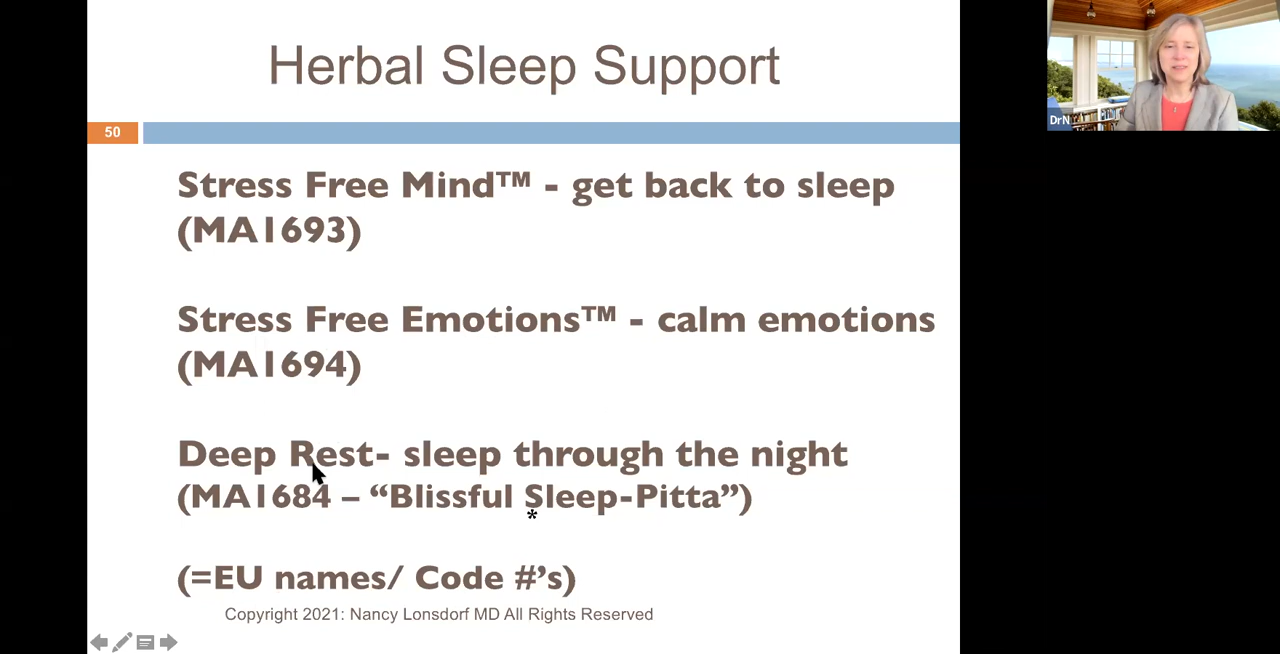 Herbal Sleep Support
50
Stress Free Mind™ - get back to sleep
(MA1693)
Stress Free Emotions™ - calm emotions
(MA1694)
Deep Rest- sleep through the night
(MA1684 – “Blissful Sleep-Pitta”)
*
(=EU names/ Code #’s)
Copyright 2021: Nancy Lonsdorf MD All Rights Reserved
DrN